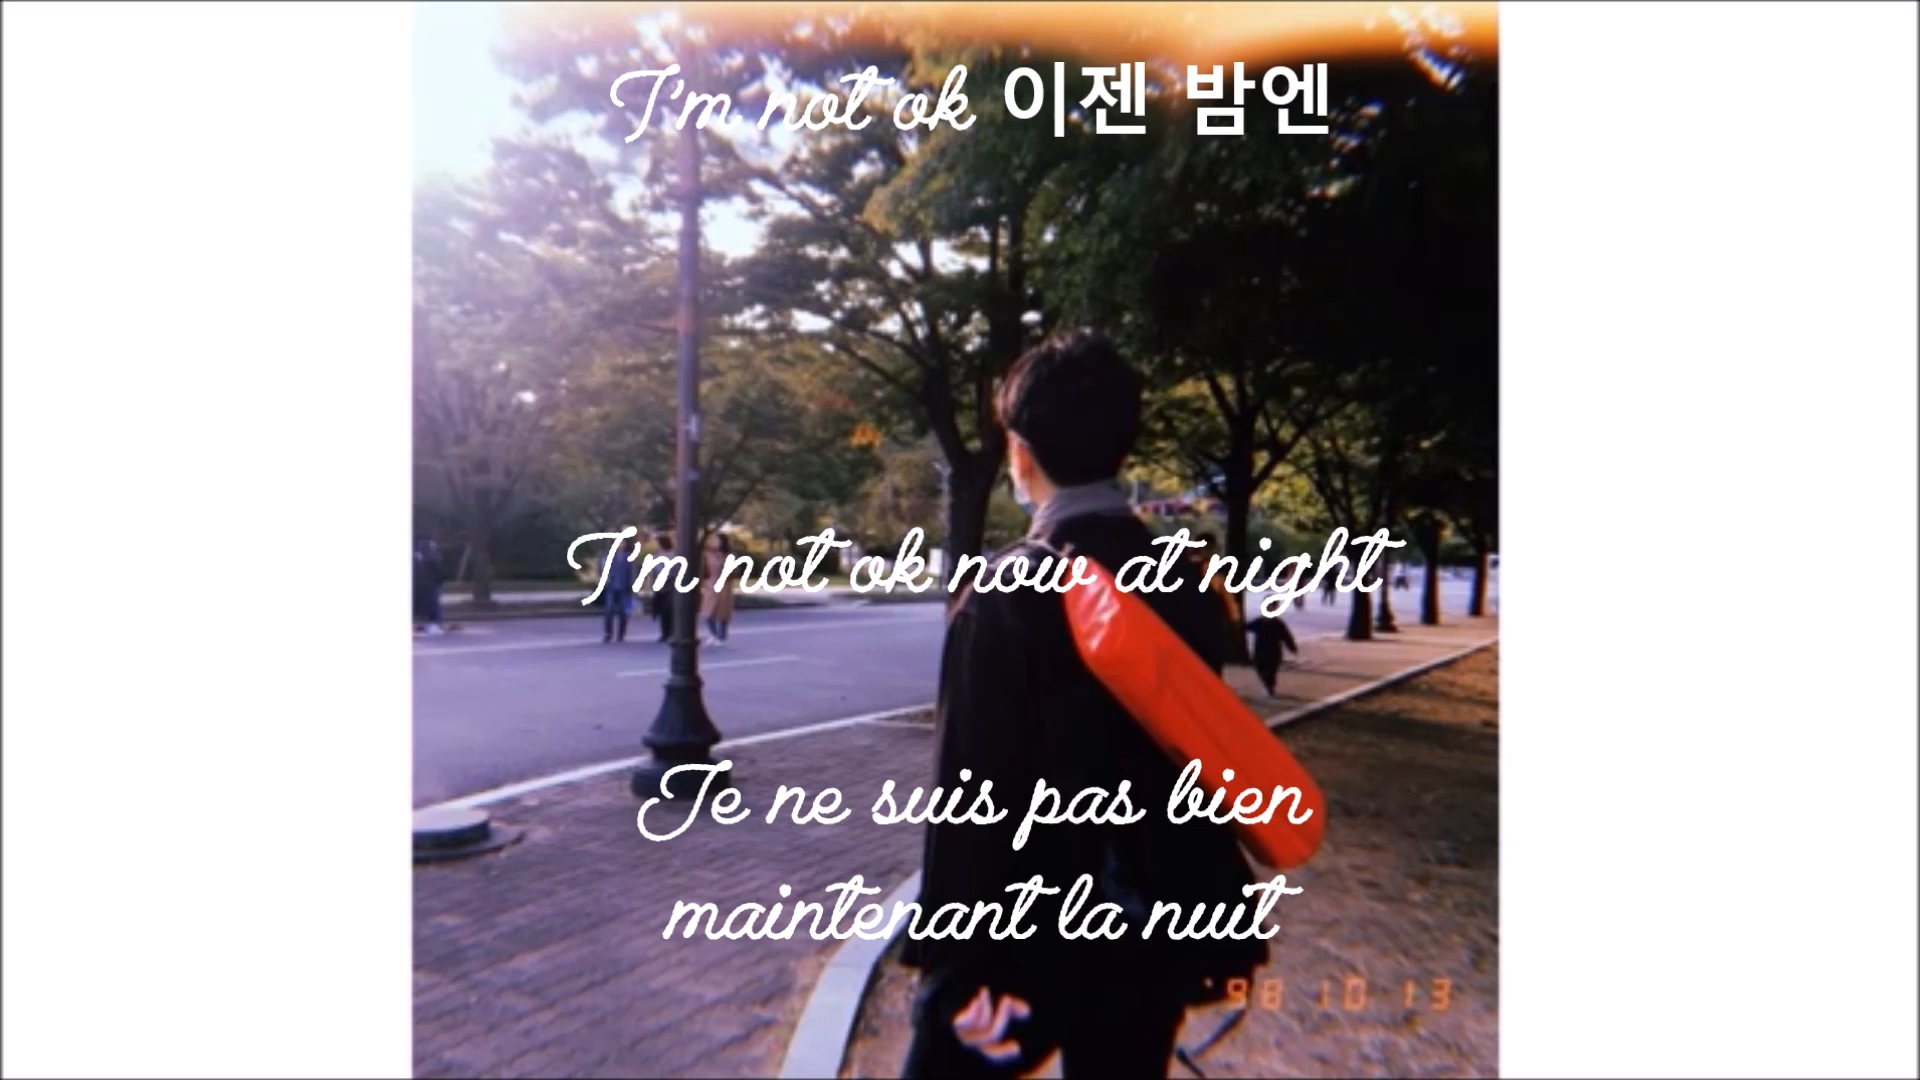 I'm not ok 이젠 밤엔
I'm not ok now at night
Je ne suis pas bien
maintenant la nuit
'98 10 13